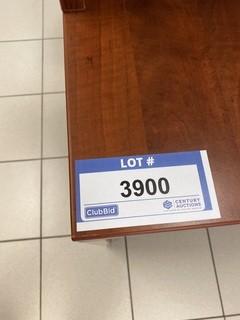 LOT #
3900
ClubBid
CENTURY
AUCTIONS